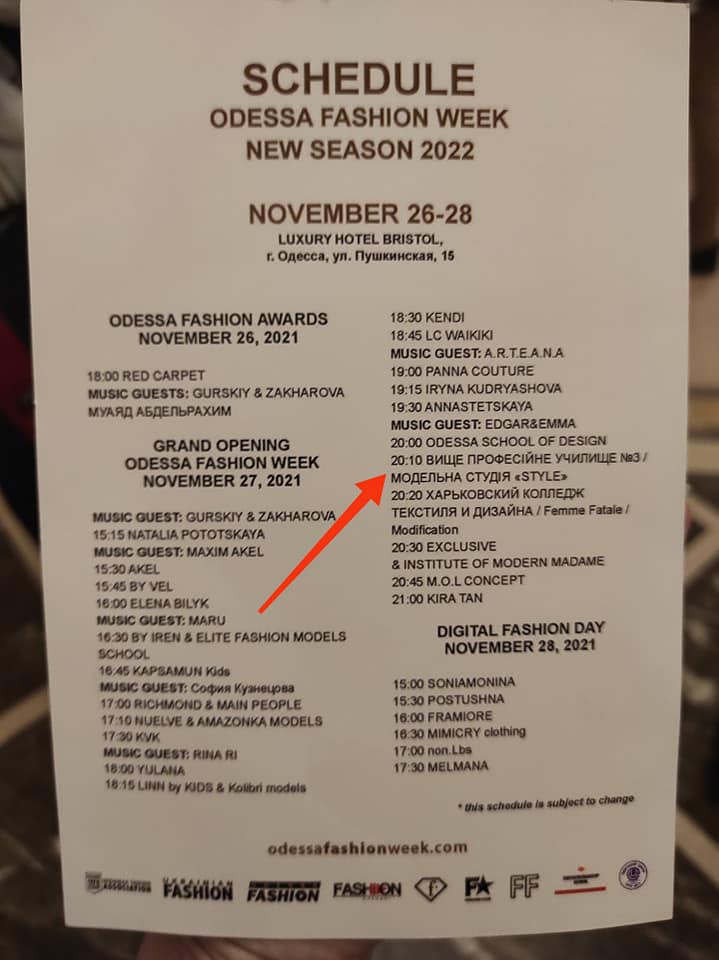 SCHEDULE
ODESSA FASHION WEEK
NEW SEASON 2022
NOVEMBER 26-28
LUXURY HOTEL BRISTOL,
г. Одесса, ул. Пушкинская, 15
ODESSA FASHION AWARDS
NOVEMBER 26, 2021
18:00 RED CARPET
MUSIC GUESTS: GURSKIY & ZAKHAROVA
МУАЯД АБДЕЛЬРАХИМ
GRAND OPENING
ODESSA FASHION WEEK
NOVEMBER 27, 2021
MUSIC GUEST: GURSKIY & ZAKHAROVA
15:15 NATALIA POTOTSKAYA
MUSIC GUEST: MAXIM AKEL
15:30 AKEL
15:45 BY VEL
16:00 ELENA BILYK
MUSIC GUEST: MARU
16:30 BY IREN & ELITE FASHION MODELS
SCHOOL
16:45 KAPSAMUN Kids
MUSIC GUEST: София Кузнецова
17:00 RICHMOND & MAIN PEOPLE
17:10 NUELVE & AMAZONKA MODELS
17:30 KVK
MUSIC GUEST: RINA RI
18:00 YULANA
18:15 LINN by KIDS & Kolibri models
18:30 KENDI
18:45 LC WAIKIKI
MUSIC GUEST: A.R.T.E.A.N.A
19:00 PANNA COUTURE
19:15 IRYNA KUDRYASHOVA
19:30 ANNASTETSKAYA
MUSIC GUEST: EDGAR&EMMA
20:00 ODESSA SCHOOL OF DESIGN
20:10 ВИЩЕ ПРОФЕСІЙНЕ УЧИЛИЩЕ №3 /
МОДЕЛЬНА СТУДІЯ «STYLE»
20:20 ХАРЬКОВСКИЙ КОЛЛЕДЖ
ТЕКСТИЛЯ И ДИЗАЙНА / Femme Fatale /
Modification
20:30 EXCLUSIVE
& INSTITUTE OF MODERN MADAME
20:45 M.O.L CONCEPT
21:00 KIRA TAN
DIGITAL FASHION DAY
NOVEMBER 28, 2021
15:00 SONIAMONINA
15:30 POSTUSHNA
16:00 FRAMIORE
16:30 MIMICRY clothing
17:00 non.Lbs
17:30 MELMANA
* this schedule is subject to change
odessafashionweek.com
ASSOCIATION
UKRAINIAN
FASHION
FASHION
FASHION
f
FA
FF